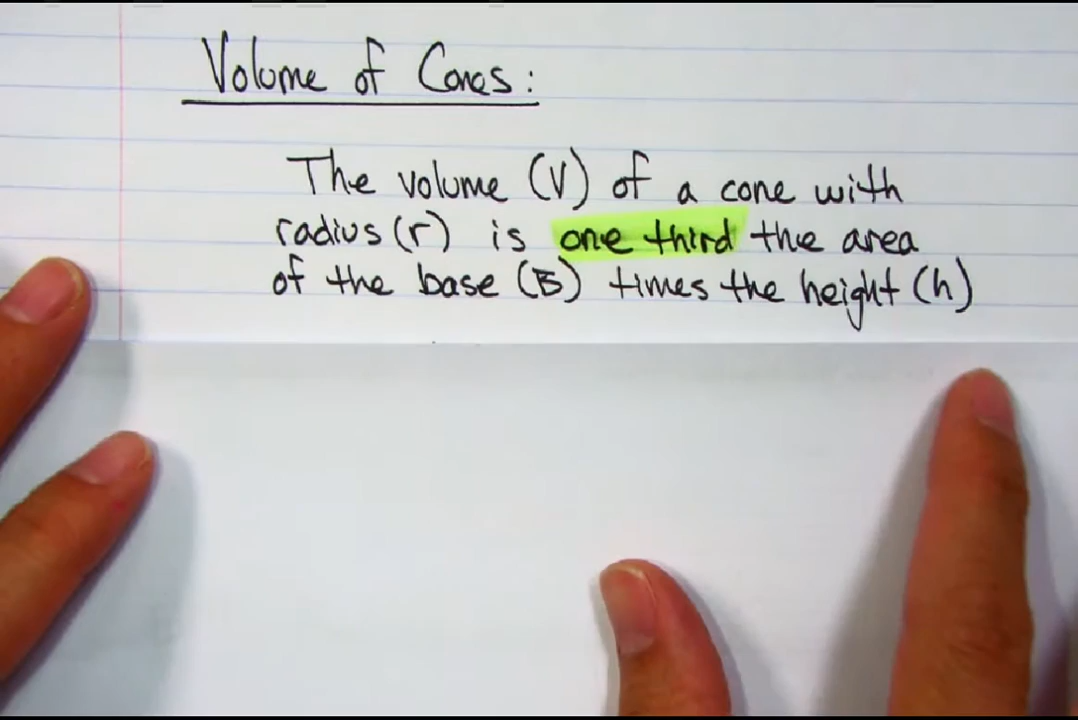 Volume of Cones:
The volume (V) of a cone with
radius (r) is one third the area
of the base (B) times the height (h)